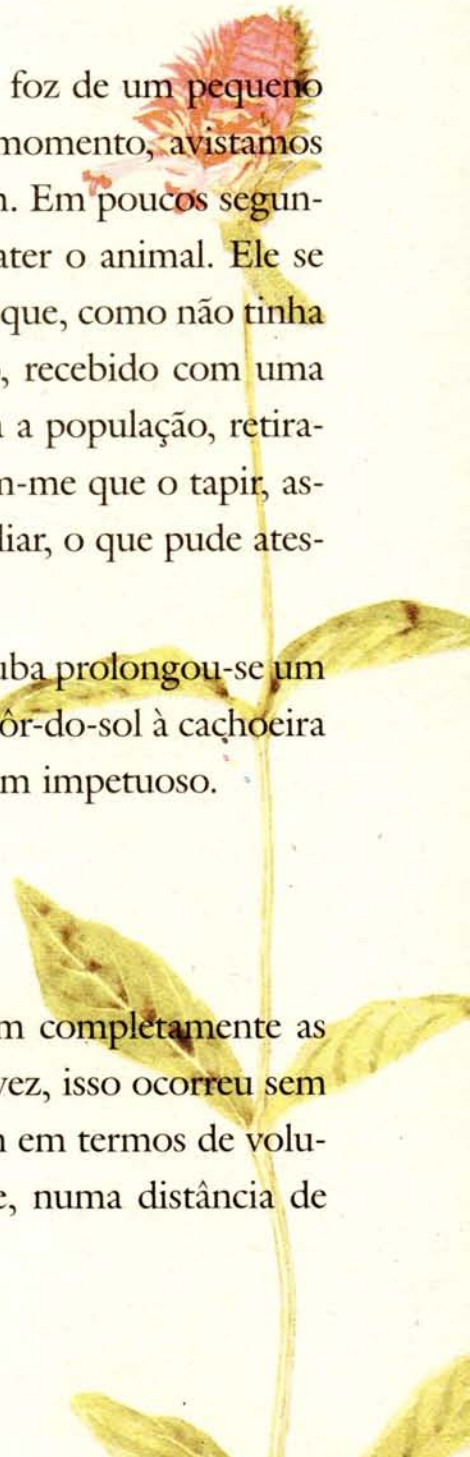 foz de um pequeno
momento, avistamos
Em poucos segun-
ater o animal. Ele se
que, como não tinha
, recebido com uma
a população, retira-
m-me que o tapir, as-
liar, o que pude ates-
uba prolongou-se um
ôr-do-sol à cachoeira
m impetuoso.
m completamente as
vez, isso ocorreu sem
em termos de volu-
e, numa distância de